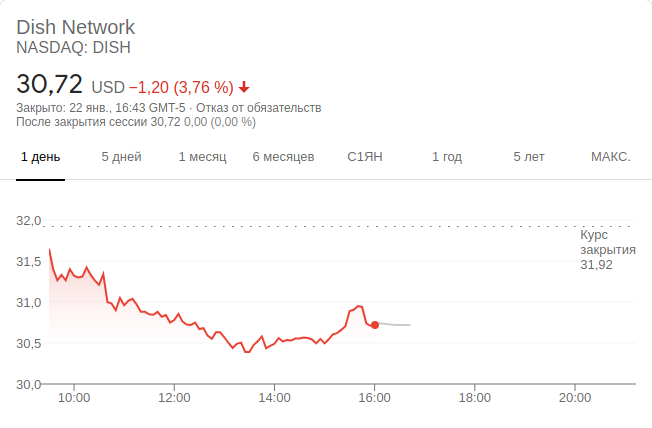 Dish Network
NASDAQ: DISH
30,72 USD −1,20 (3,76 %)
Закрыто: 22 янв., 16:43 GMT-5 · Отказ от обязательств
После закрытия сессии 30,72 0,00 (0,00 %)
1 день 5 дней 1 месяц 6 месяцев С1ЯН 1 год 5 лет МАКС.
32,0
Курс
закрытия
31,92
31,5
31,0
30,5
30,0
10:00 12:00 14:00 16:00 18:00 20:00